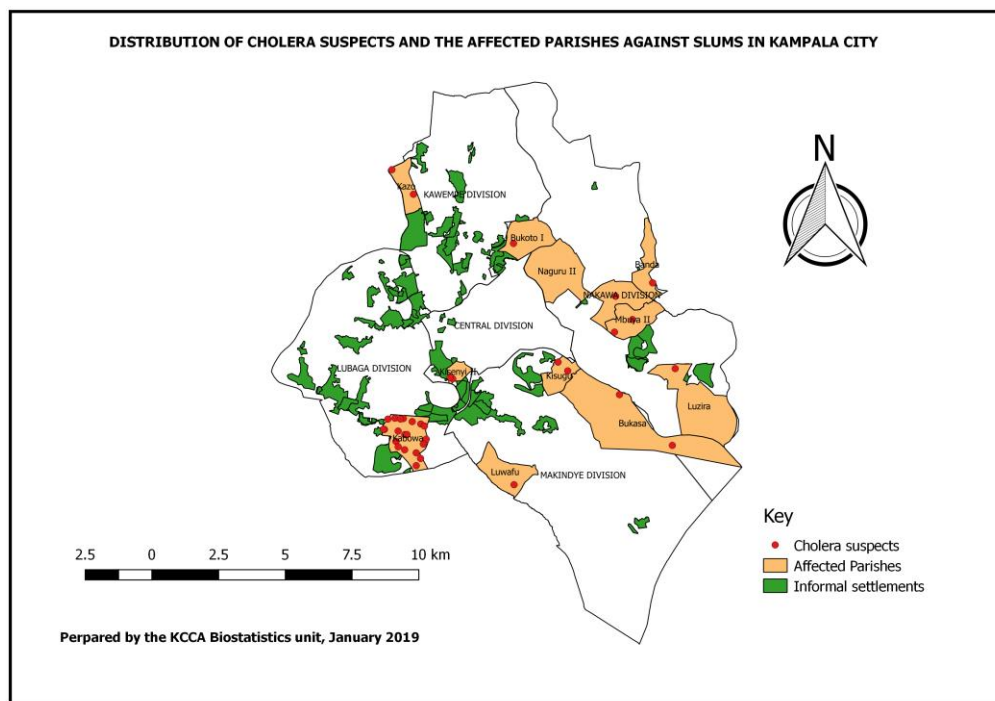 DISTRIBUTION OF CHOLERA SUSPECTS AND THE AFFECTED PARISHES AGAINST SLUMS IN KAMPALA CITY
N
Kazo
KAWEMPE DIVISION
Bukoto I
Naguru II
Banda
NAKAWA DIVISION
Mbuya II
CENTRAL DIVISION
LUBAGA DIVISION
Kisenyi II
Kisugu
Luzira
Bukasa
Kabowa
Luwafu
MAKINDYE DIVISION
Key
Cholera suspects
Affected Parishes
Informal settlements
2.5 0 2.5 5 7.5 10 km
Perpared by the KCCA Biostatistics unit, January 2019